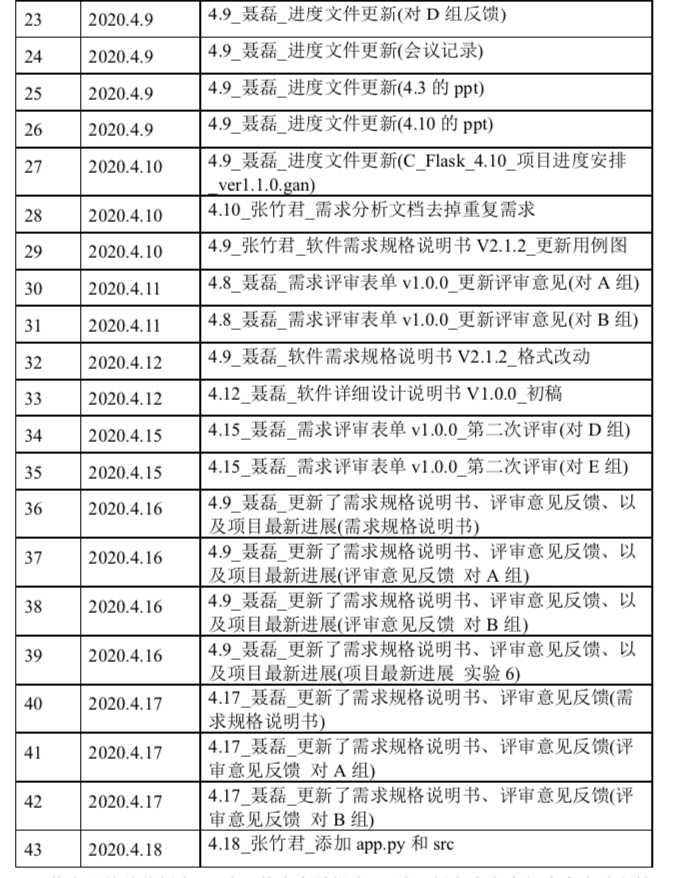 23 2020.4.9 4.9_聂磊_进度文件更新(对 D 组反馈)
24 2020.4.9 4.9_聂磊_进度文件更新(会议记录)
25 2020.4.9 4.9_聂磊_进度文件更新(4.3 的 ppt)
26 2020.4.9 4.9_聂磊_进度文件更新(4.10 的 ppt)
27 2020.4.10 4.9_聂磊_进度文件更新(C_Flask_4.10_项目进度安排
_ver1.1.0.gan)
28 2020.4.10 4.10_张竹君_需求分析文档去掉重复需求
29 2020.4.10 4.9_张竹君_软件需求规格说明书 V2.1.2_更新用例图
30 2020.4.11 4.8_聂磊_需求评审表单 v1.0.0_更新评审意见(对 A 组)
31 2020.4.11 4.8_聂磊_需求评审表单 v1.0.0_更新评审意见(对 B 组)
32 2020.4.12 4.9_聂磊_软件需求规格说明书 V2.1.2_格式改动
33 2020.4.12 4.12_聂磊_软件详细设计说明书 V1.0.0_初稿
34 2020.4.15 4.15_聂磊_需求评审表单 v1.0.0_第二次评审(对 D 组)
35 2020.4.15 4.15_聂磊_需求评审表单 v1.0.0_第二次评审(对 E 组)
36 2020.4.16 4.9_聂磊_更新了需求规格说明书、评审意见反馈、以
及项目最新进展(需求规格说明书)
37 2020.4.16 4.9_聂磊_更新了需求规格说明书、评审意见反馈、以
及项目最新进展(评审意见反馈 对 A 组)
38 2020.4.16 4.9_聂磊_更新了需求规格说明书、评审意见反馈、以
及项目最新进展(评审意见反馈 对 B 组)
39 2020.4.16 4.9_聂磊_更新了需求规格说明书、评审意见反馈、以
及项目最新进展(项目最新进展 实验 6)
40 2020.4.17 4.17_聂磊_更新了需求规格说明书、评审意见反馈(需
求规格说明书)
41 2020.4.17 4.17_聂磊_更新了需求规格说明书、评审意见反馈(评
审意见反馈 对 A 组)
42 2020.4.17 4.17_聂磊_更新了需求规格说明书、评审意见反馈(评
审意见反馈 对 B 组)
43 2020.4.18 4.18_张竹君_添加 app.py 和 src